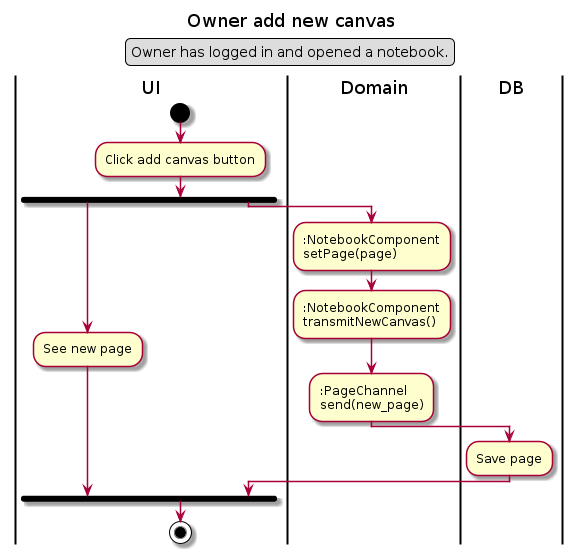 Owner add new canvas
Owner has logged in and opened a notebook.
UI
Domain
DB
Click add canvas button
:NotebookComponent
setPage(page)
:NotebookComponent
transmitNewCanvas()
See new page
:PageChannel
send(new_page)
Save page